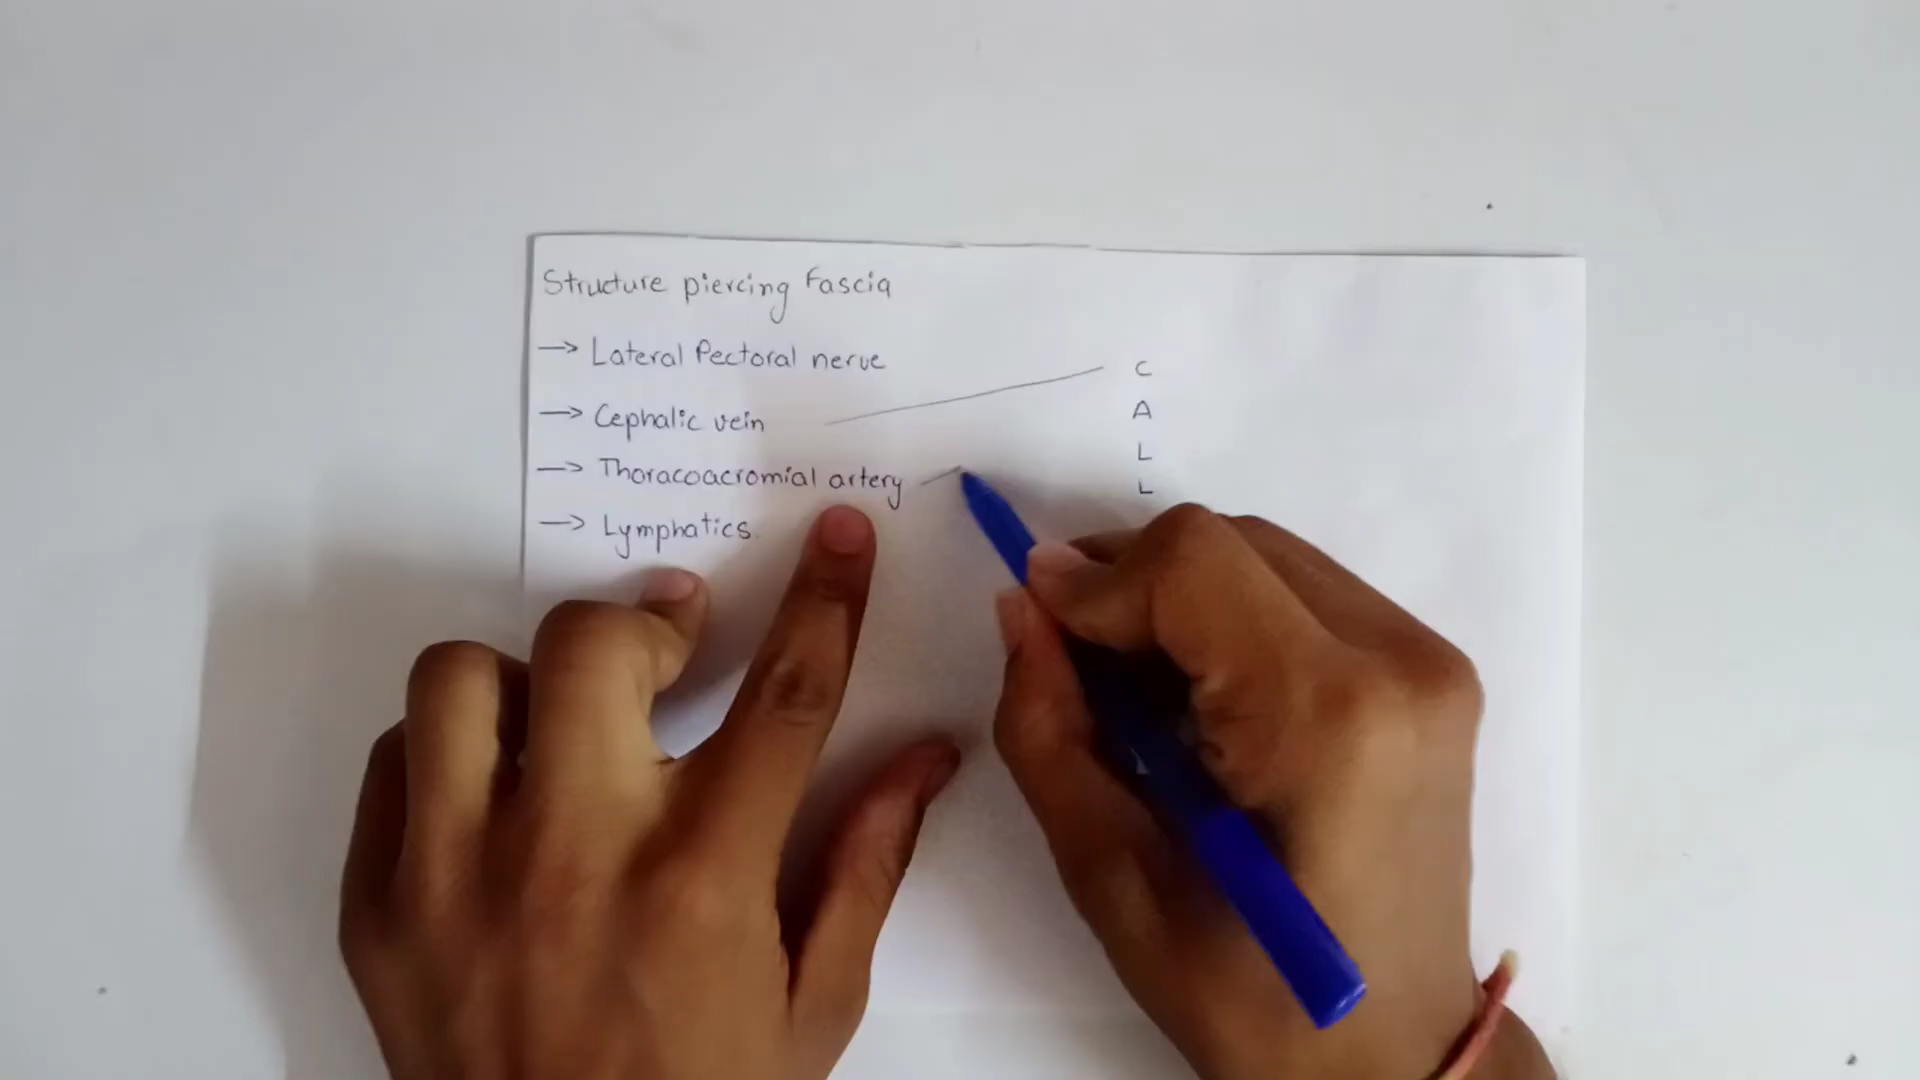 Structure piercing Fascia
→ Lateral Pectoral nerve
→ Cephalic vein
→ Thoracoacromial artery
→ Lymphatics.
C
A
L
L